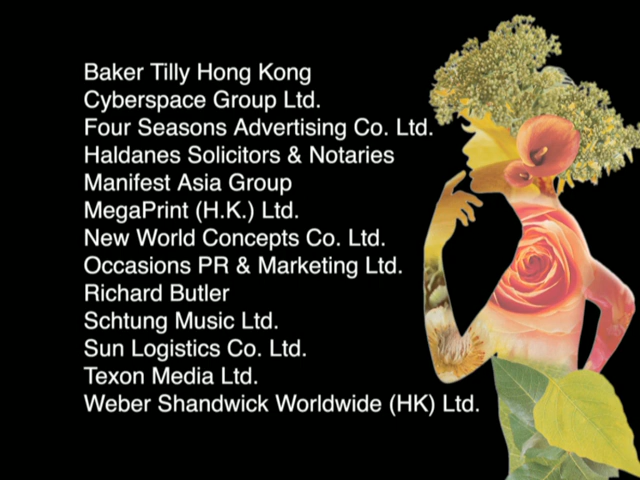 Baker Tilly Hong Kong
Cyberspace Group Ltd.
Four Seasons Advertising Co. Ltd.
Haldanes Solicitors & Notaries
Manifest Asia Group
MegaPrint (H.K.) Ltd.
New World Concepts Co. Ltd.
Occasions PR & Marketing Ltd.
Richard Butler
Schtung Music Ltd.
Sun Logistics Co. Ltd.
Texon Media Ltd.
Weber Shandwick Worldwide (HK) Ltd.